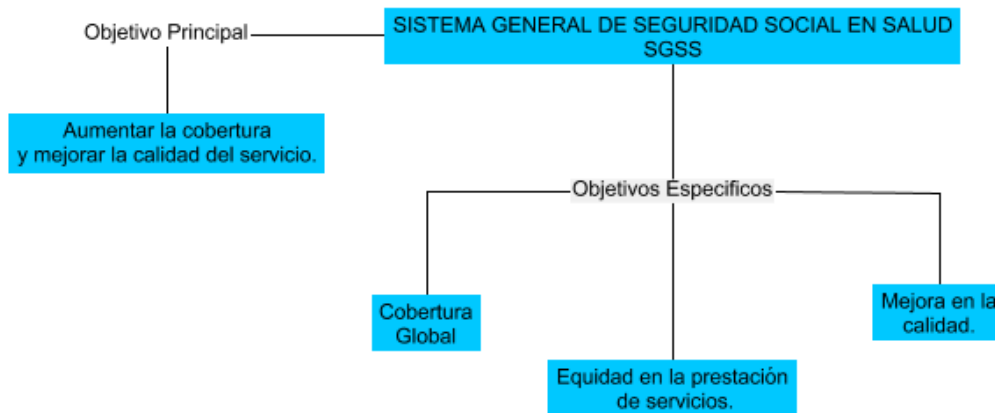 Objetivo Principal
SISTEMA GENERAL DE SEGURIDAD SOCIAL EN SALUD
SGSS
Aumentar la cobertura
y mejorar la calidad del servicio.
Objetivos Especificos
Cobertura
Global
Equidad en la prestación
de servicios.
Mejora en la
calidad.